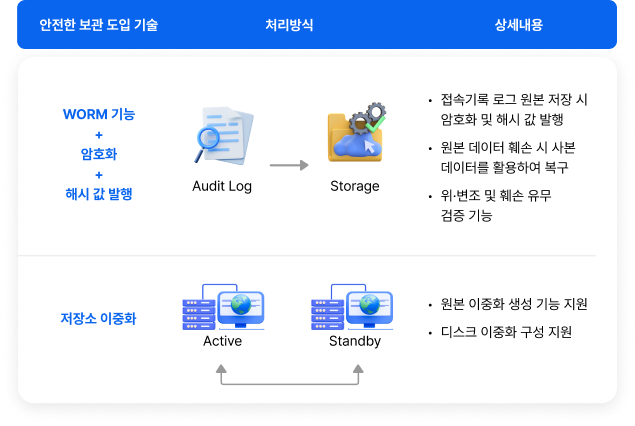 안전한 보관 도입 기술
처리방식
상세내용
WORM 기능
+
암호화
+
해시 값 발행
Audit Log
Storage
• 접속기록 로그 원본 저장 시
암호화 및 해시 값 발행
• 원본 데이터 훼손 시 사본
데이터를 활용하여 복구
• 위·변조 및 훼손 유무
검증 기능
저장소 이중화
Active
Standby
• 원본 이중화 생성 기능 지원
• 디스크 이중화 구성 지원